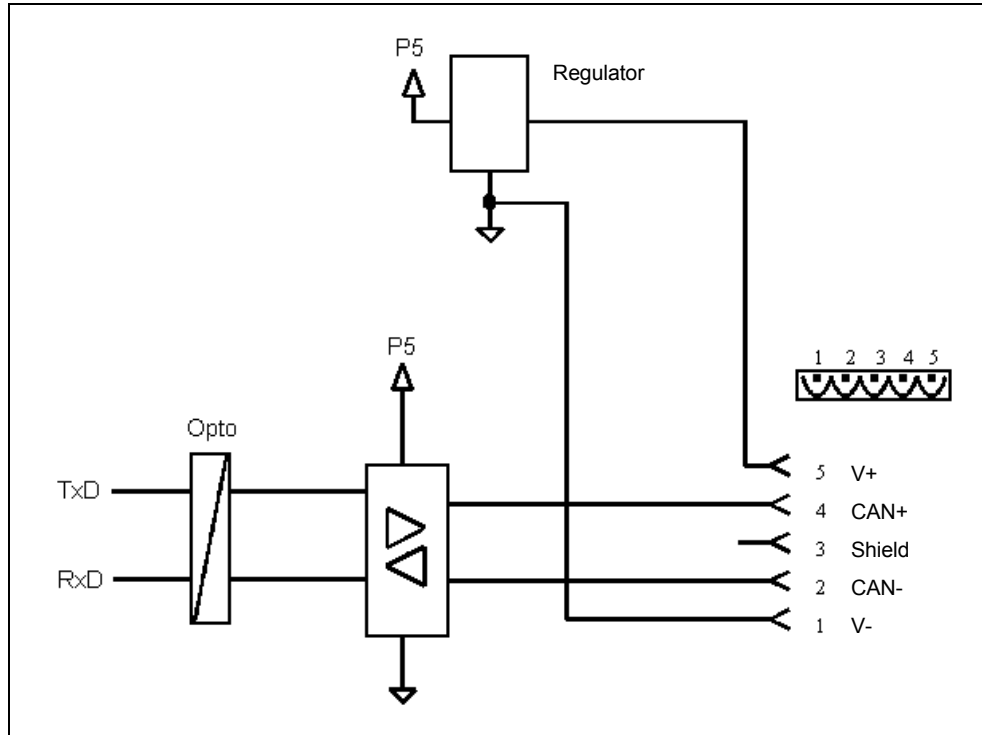 P5
Regulator
P5
1 2 3 4 5
Opto
5 V+
TxD
4 CAN+
3 Shield
RxD
2 CAN-
1 V-